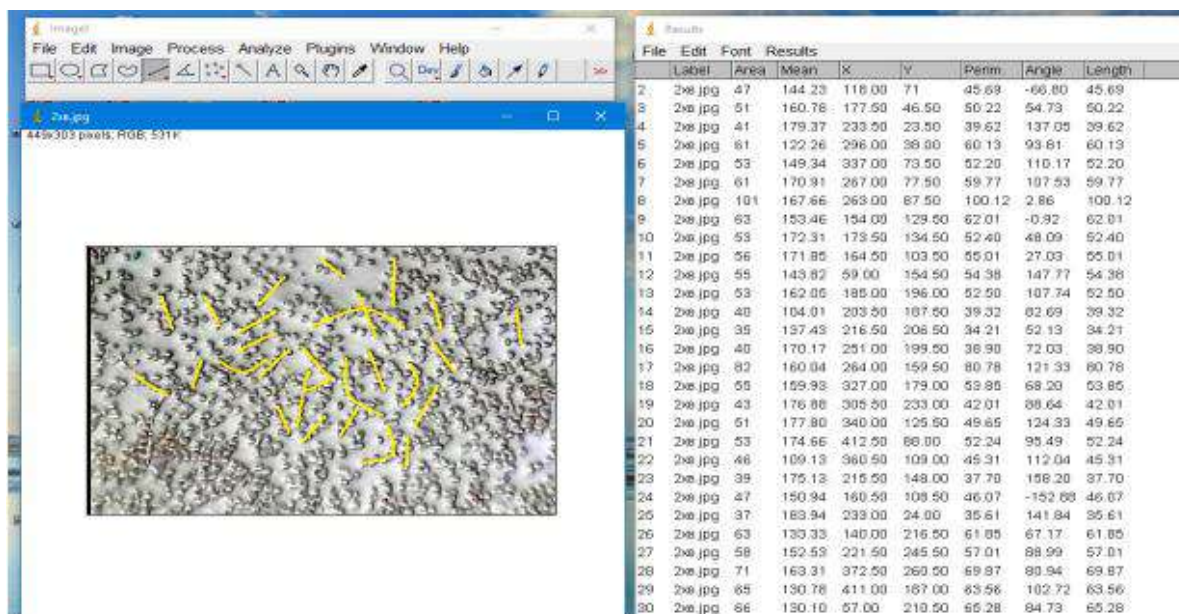 ImageJ
File Edit Image Process Analyze Plugins Window Help
A Dev >>
2xe.jpg
449x303 pixels; RGB; 531K
Results
File Edit Font Results
Label Area Mean X Y Perim. Angle Length
2 2xe.jpg 47 144.23 118.00 71 45.69 -66.80 45.69
3 2xe.jpg 51 160.78 177.50 46.50 50.22 54.73 50.22
4 2xe.jpg 41 179.37 233.50 23.50 39.62 137.05 39.62
5 2xe.jpg 61 122.26 296.00 38.00 60.13 93.81 60.13
6 2xe.jpg 53 149.34 337.00 73.50 52.20 110.17 52.20
7 2xe.jpg 61 170.91 267.00 77.50 59.77 107.53 59.77
8 2xe.jpg 101 167.66 263.00 87.50 100.12 2.86 100.12
9 2xe.jpg 63 153.46 154.00 129.50 62.01 -0.92 62.01
10 2xe.jpg 53 172.31 173.50 134.50 52.40 48.09 52.40
11 2xe.jpg 56 171.85 164.50 103.50 55.01 27.03 55.01
12 2xe.jpg 55 143.82 59.00 154.50 54.38 147.77 54.38
13 2xe.jpg 53 162.05 185.00 196.00 52.50 107.74 52.50
14 2xe.jpg 40 104.01 203.50 187.50 39.32 82.69 39.32
15 2xe.jpg 35 137.43 216.50 206.50 34.21 52.13 34.21
16 2xe.jpg 40 170.17 251.00 199.50 38.90 72.03 38.90
17 2xe.jpg 82 160.04 264.00 159.50 80.78 121.33 80.78
18 2xe.jpg 55 159.93 327.00 179.00 53.85 68.20 53.85
19 2xe.jpg 43 176.88 305.50 233.00 42.01 88.64 42.01
20 2xe.jpg 51 177.80 340.00 125.50 49.65 124.33 49.65
21 2xe.jpg 53 174.66 412.50 88.00 52.24 95.49 52.24
22 2xe.jpg 46 109.13 360.50 109.00 45.31 112.04 45.31
23 2xe.jpg 39 175.13 215.50 148.00 37.70 158.20 37.70
24 2xe.jpg 47 150.94 160.50 108.50 46.07 -152.88 46.07
25 2xe.jpg 37 183.94 233.00 24.00 35.61 141.84 35.61
26 2xe.jpg 63 133.33 140.00 216.50 61.85 67.17 61.85
27 2xe.jpg 58 152.53 221.50 245.50 57.01 88.99 57.01
28 2xe.jpg 71 163.31 372.50 260.50 69.87 80.94 69.87
29 2xe.jpg 65 130.78 411.00 187.00 63.56 102.72 63.56
30 2xe.jpg 66 130.10 57.00 210.50 65.28 84.73 65.28